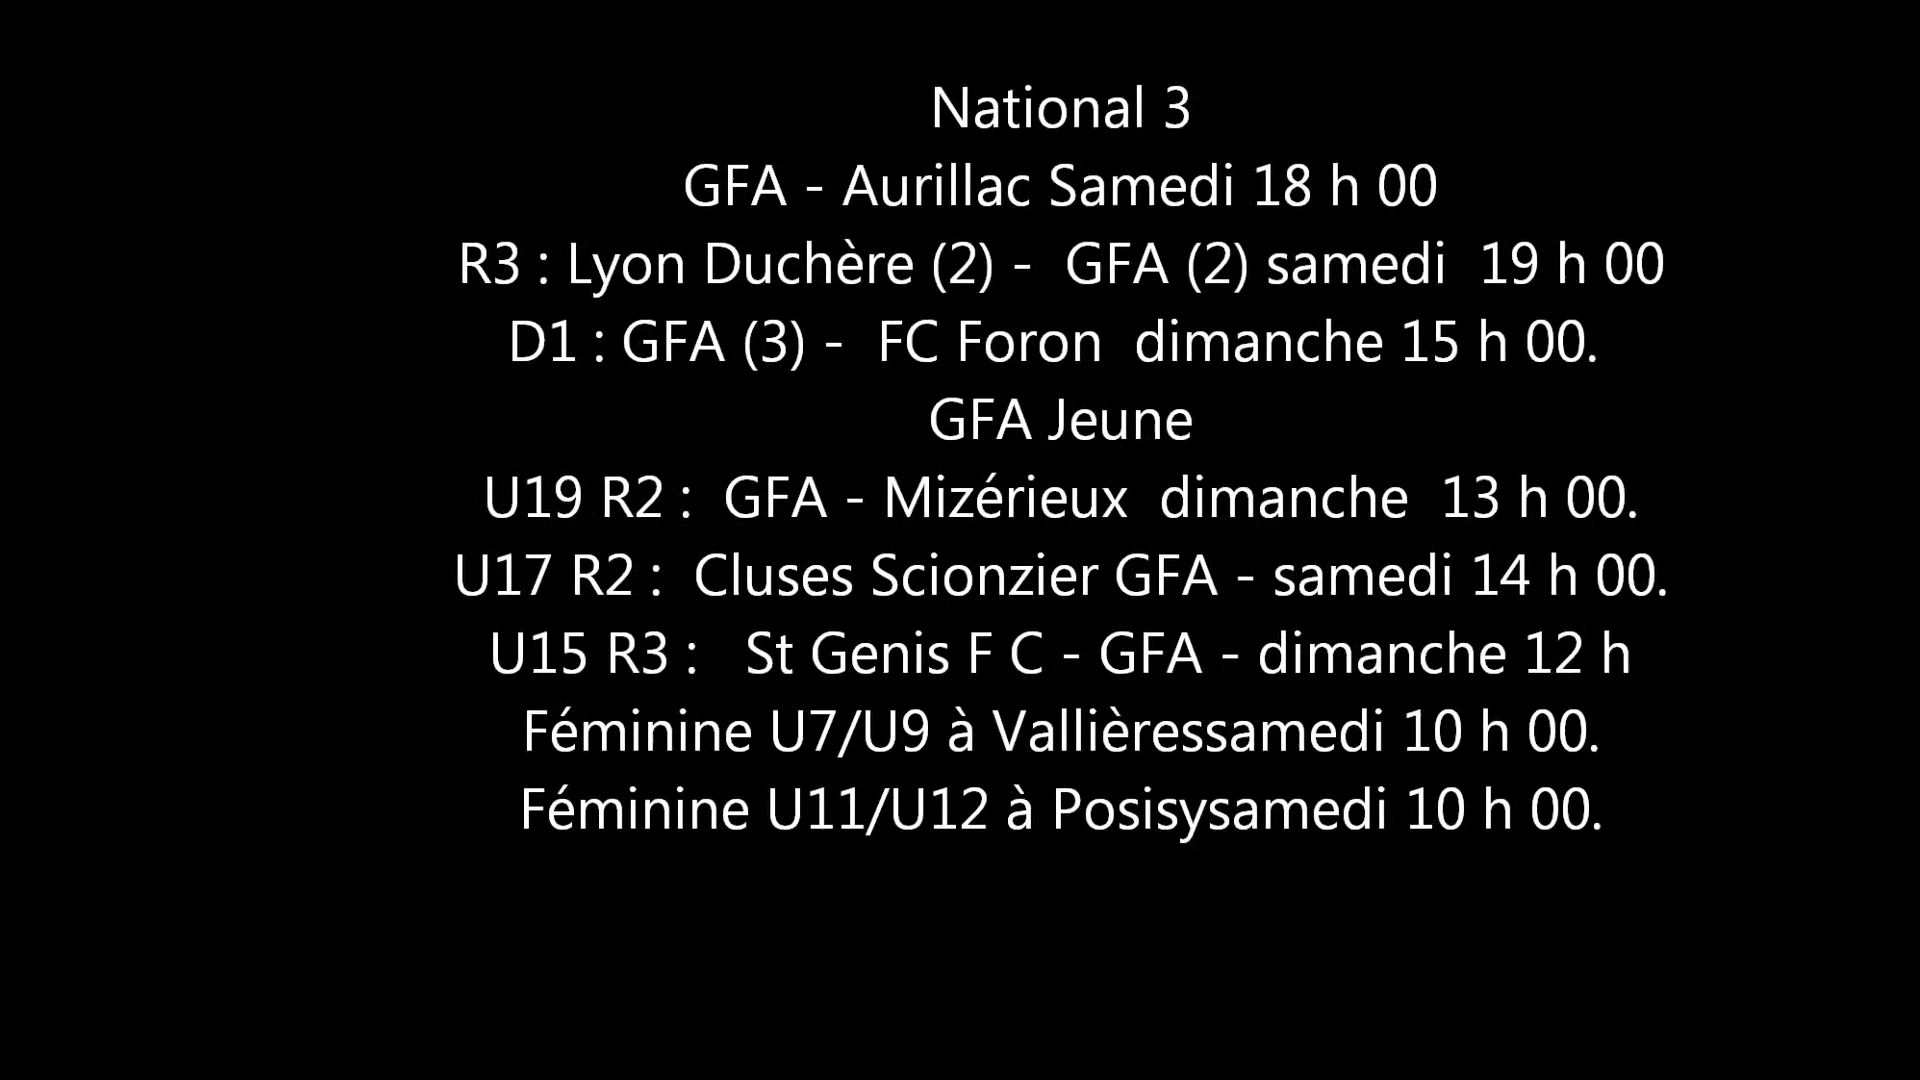 National 3
GFA - Aurillac Samedi 18 h 00
R3 : Lyon Duchère (2) -  GFA (2) samedi  19 h 00
D1 : GFA (3) -  FC Foron  dimanche 15 h 00.
GFA Jeune
U19 R2 :  GFA - Mizérieux  dimanche  13 h 00.
U17 R2 :  Cluses Scionzier GFA - samedi 14 h 00.
U15 R3 :   St Genis F C - GFA - dimanche 12 h
Féminine U7/U9 à Vallièressamedi 10 h 00.
Féminine U11/U12 à Posisysamedi 10 h 00.